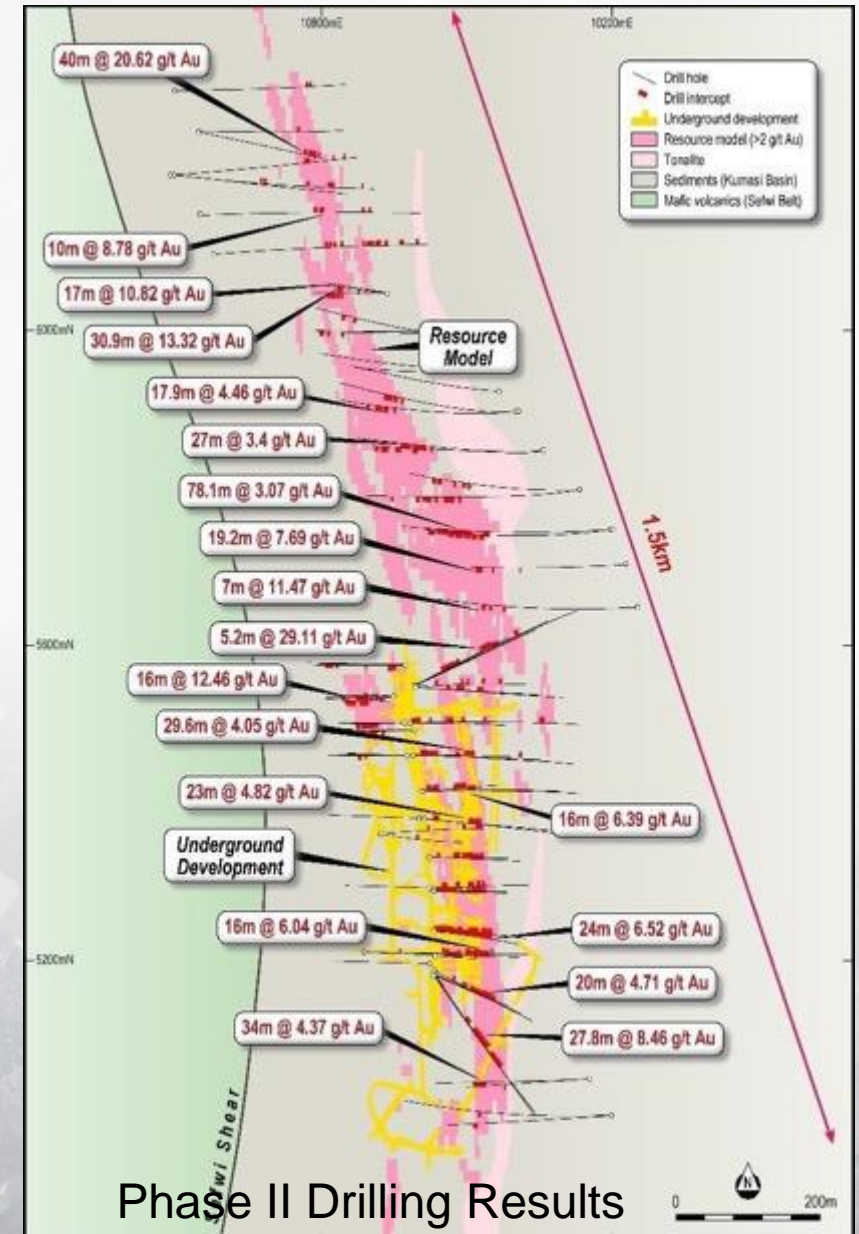 10800mE
10220mE
40m @ 20.62 g/t Au
Drill hole
Drill intercept
Underground development
Resource model (>2 g/t Au)
Tonalite
Sediments (Kumasi Basin)
Mafic volcanics (Sefwi Belt)
10m @ 8.78 g/t Au
17m @ 10.82 g/t Au
6000mN
30.9m @ 13.32 g/t Au
Resource
Model
17.9m @ 4.46 g/t Au
27m @ 3.4 g/t Au
78.1m @ 3.07 g/t Au
19.2m @ 7.69 g/t Au
1.5km
7m @ 11.47 g/t Au
5.2m @ 29.11 g/t Au
5600mN
16m @ 12.46 g/t Au
29.6m @ 4.05 g/t Au
23m @ 4.82 g/t Au
16m @ 6.39 g/t Au
Underground
Development
16m @ 6.04 g/t Au
24m @ 6.52 g/t Au
5200mN
20m @ 4.71 g/t Au
34m @ 4.37 g/t Au
27.8m @ 8.46 g/t Au
Sefwi Shear
Phase II Drilling Results
N
0
200m